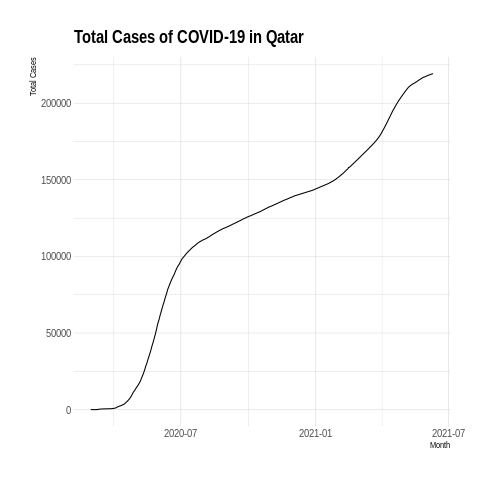 Total Cases of COVID-19 in Qatar
Total Cases
200000
150000
100000
50000
0
2020-07
2021-01
2021-07
Month